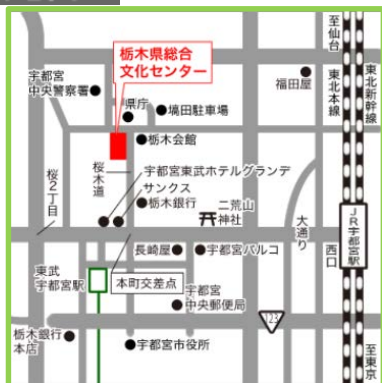 至仙台
東北新幹線
東北本線
栃木県総合
文化センター
福田屋
宇都宮
中央警察署
県庁
塙田駐車場
栃木会館
桜木道
桜2丁目
宇都宮東武ホテルグランデ
サンクス
栃木銀行
二荒山
神社
大通り
JR宇都宮駅
西口
長崎屋
宇都宮パルコ
東武
宇都宮駅
本町交差点
宇都宮
中央郵便局
123
栃木銀行
本店
宇都宮市役所
至東京